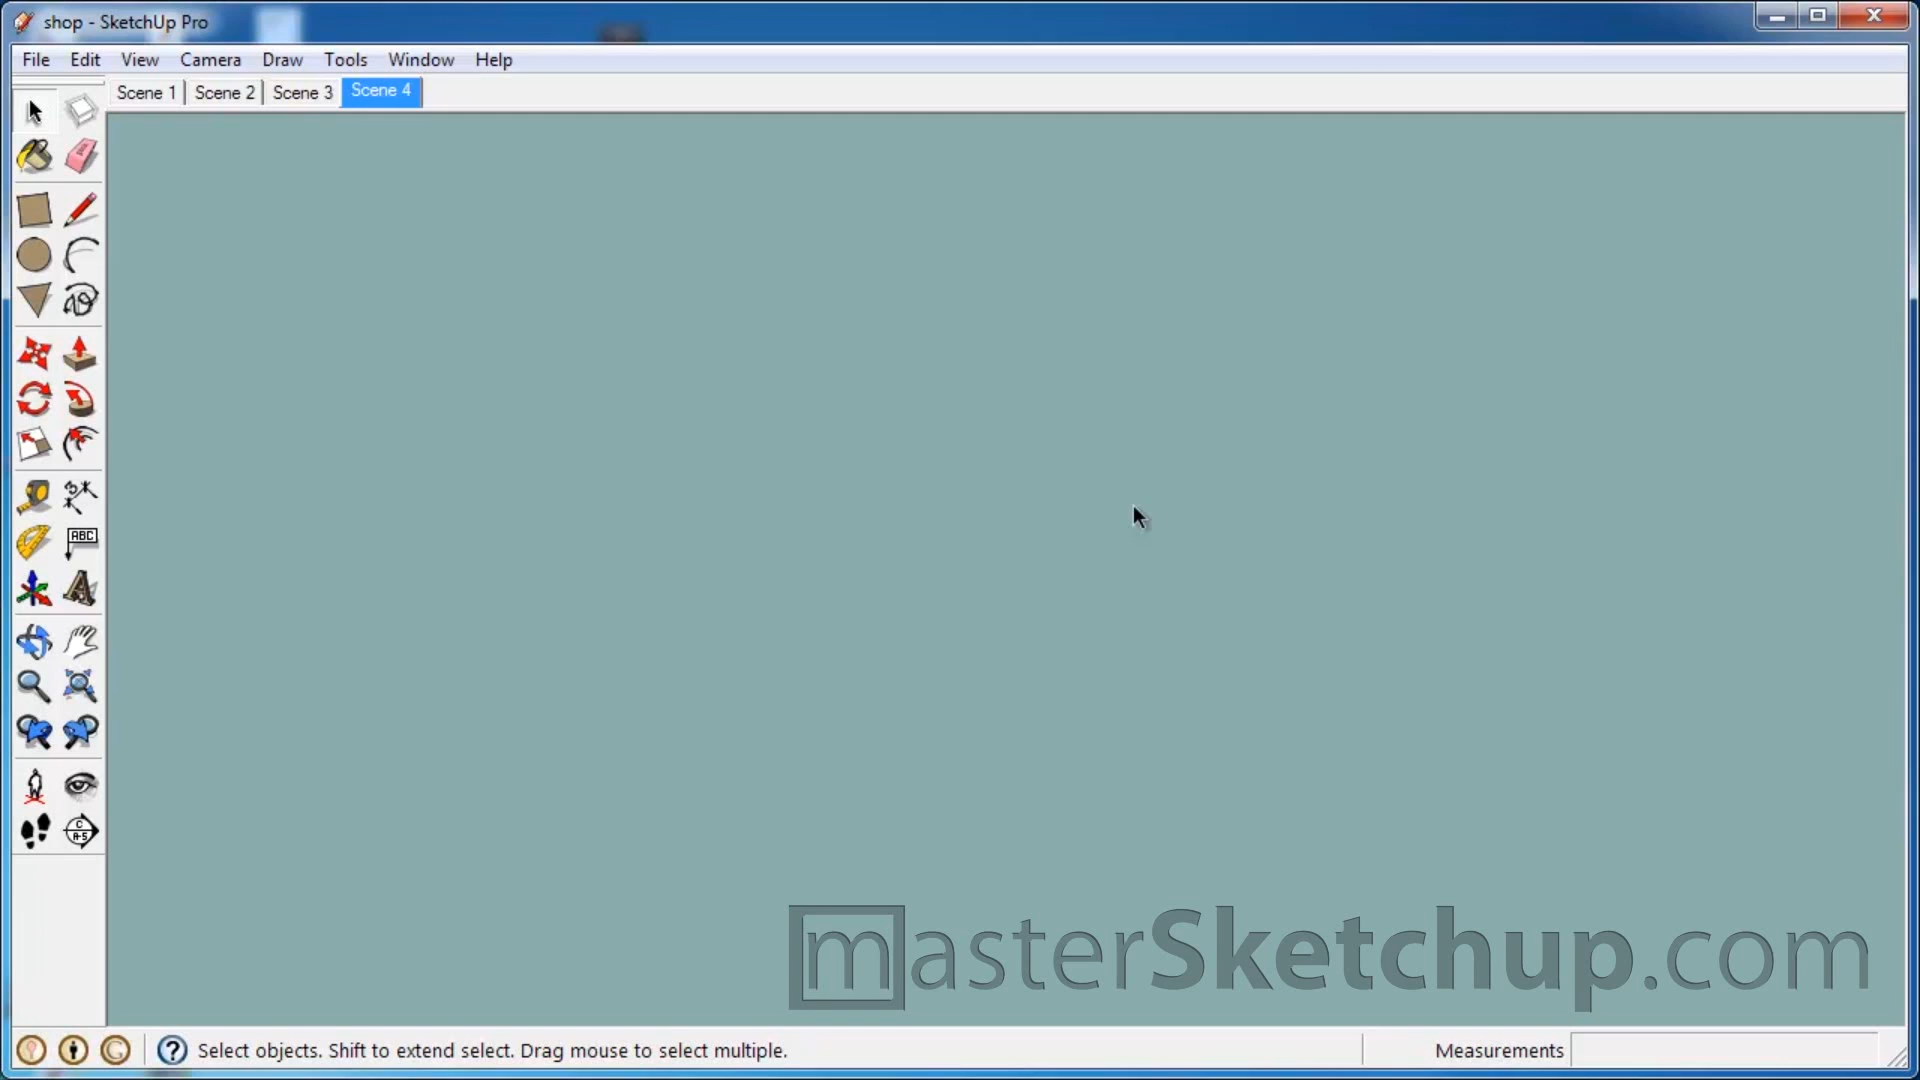 shop - SketchUp Pro
File Edit View Camera Draw Tools Window Help
Scene 1 Scene 2 Scene 3 Scene 4
ABC
C
A-5
masterSketchup.com
Select objects. Shift to extend select. Drag mouse to select multiple.
Measurements